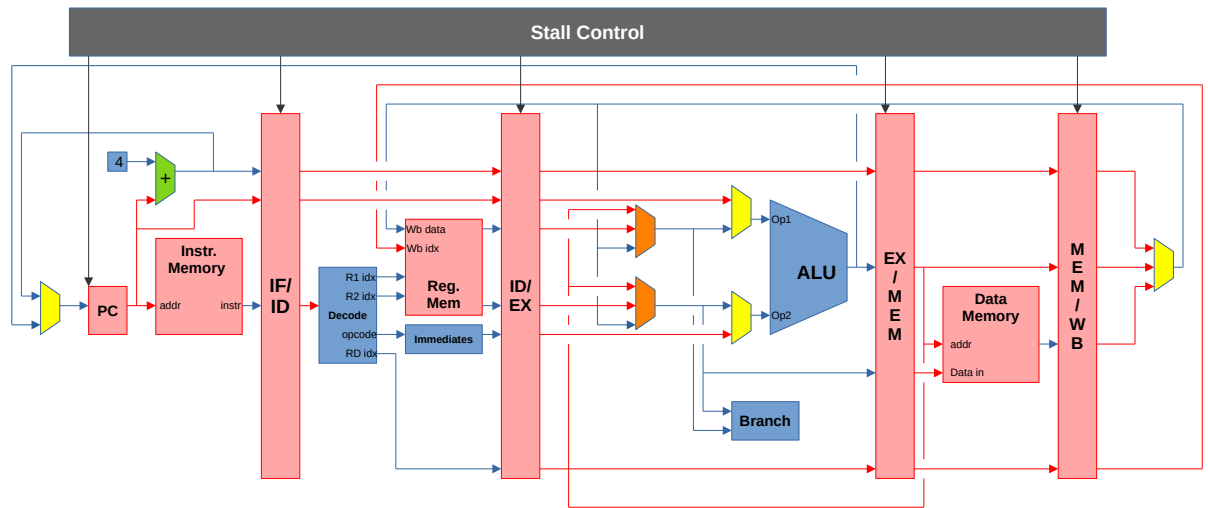 Stall Control
4
+
Instr.
Memory
addr
instr
PC
IF/
ID
Wb data
Wb idx
Reg.
Mem
R1 idx
R2 idx
Decode
opcode
RD idx
Immediates
ID/
EX
Op1
ALU
Op2
Branch
EX
/
M
E
M
Data
Memory
addr
Data in
M
E
M
/
W
B